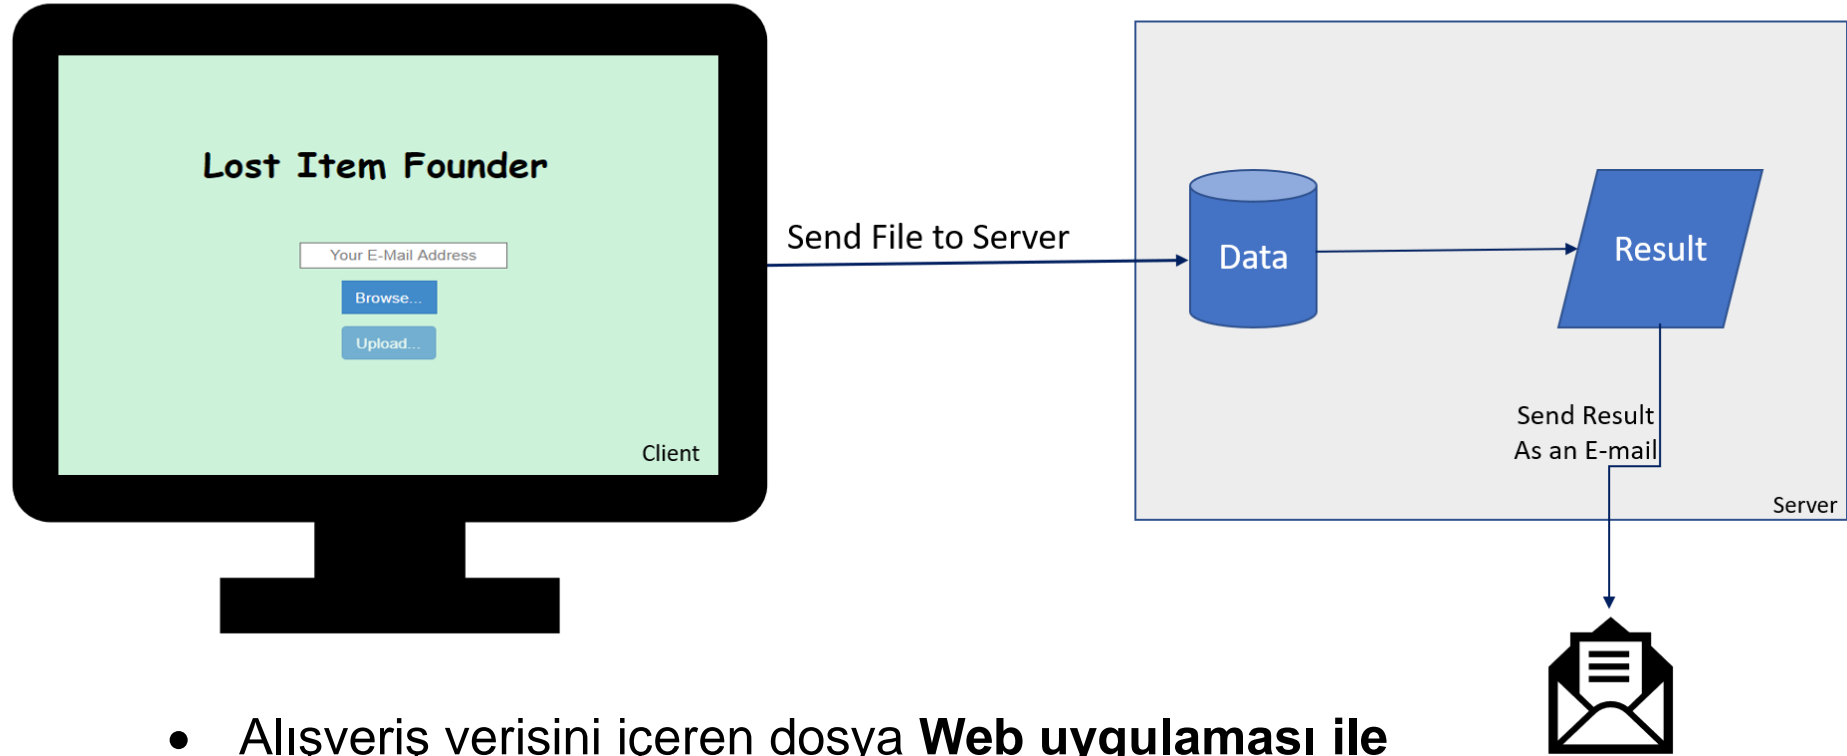 Lost Item Founder
Your E-Mail Address
Browse...
Upload...
Client
Send File to Server
Data
Result
Send Result
As an E-mail
Server
• Alışveriş verisini içeren dosya Web uygulaması ile